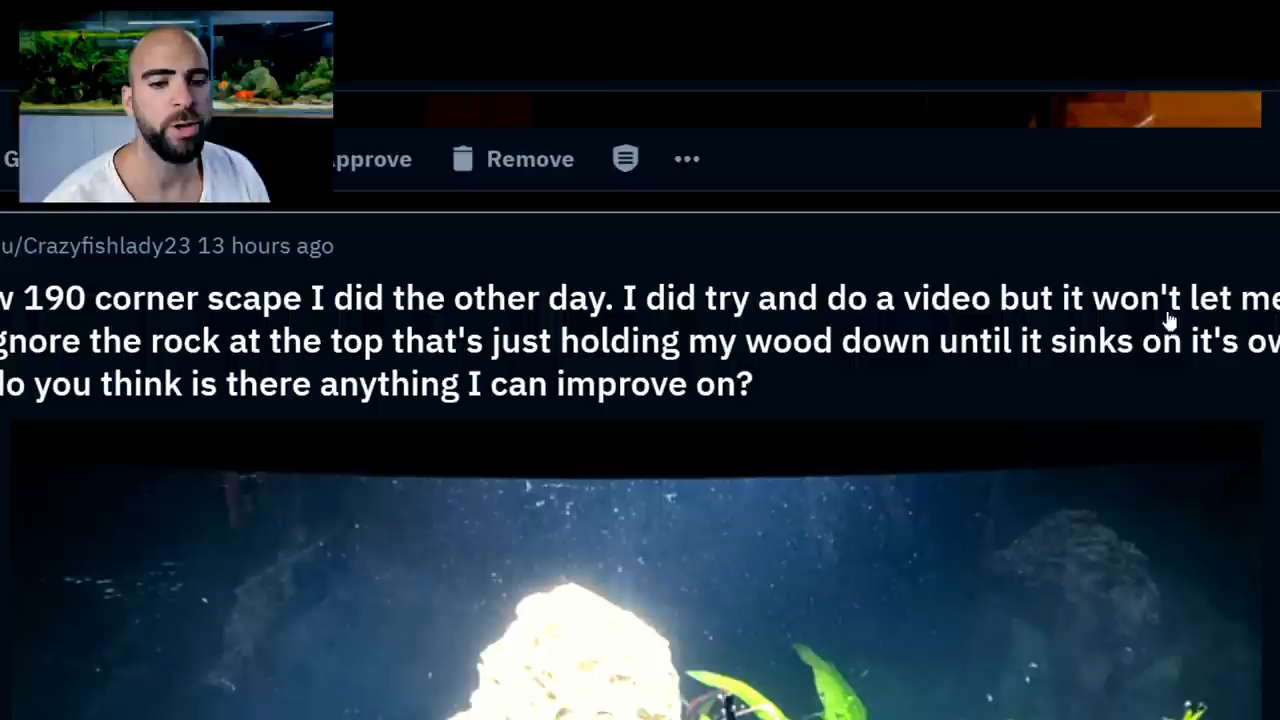 G
pprove Remove
u/Crazyfishlady23 13 hours ago
w 190 corner scape I did the other day. I did try and do a video but it won't let me
gnore the rock at the top that's just holding my wood down until it sinks on it's ow
do you think is there anything I can improve on?